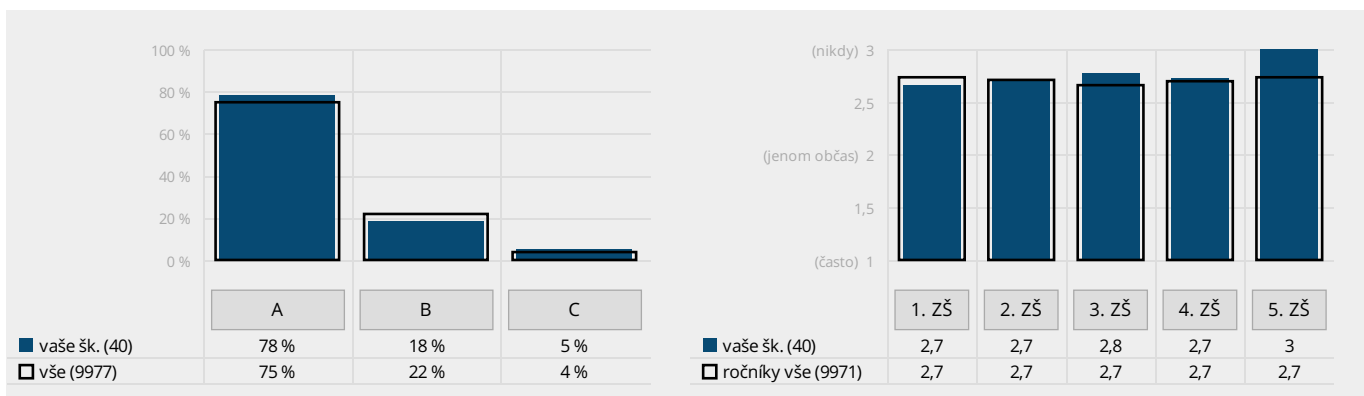 100 %
80 %
60 %
40 %
20 %
0 %
A B C
vaše šk. (40) 78 % 18 % 5 %
vše (9977) 75 % 22 % 4 %
(nikdy) 3
2,5
(jenom občas) 2
1,5
(často) 1
1. ZŠ 2. ZŠ 3. ZŠ 4. ZŠ 5. ZŠ
vaše šk. (40) 2,7 2,7 2,8 2,7 3
ročníky vše (9971) 2,7 2,7 2,7 2,7 2,7